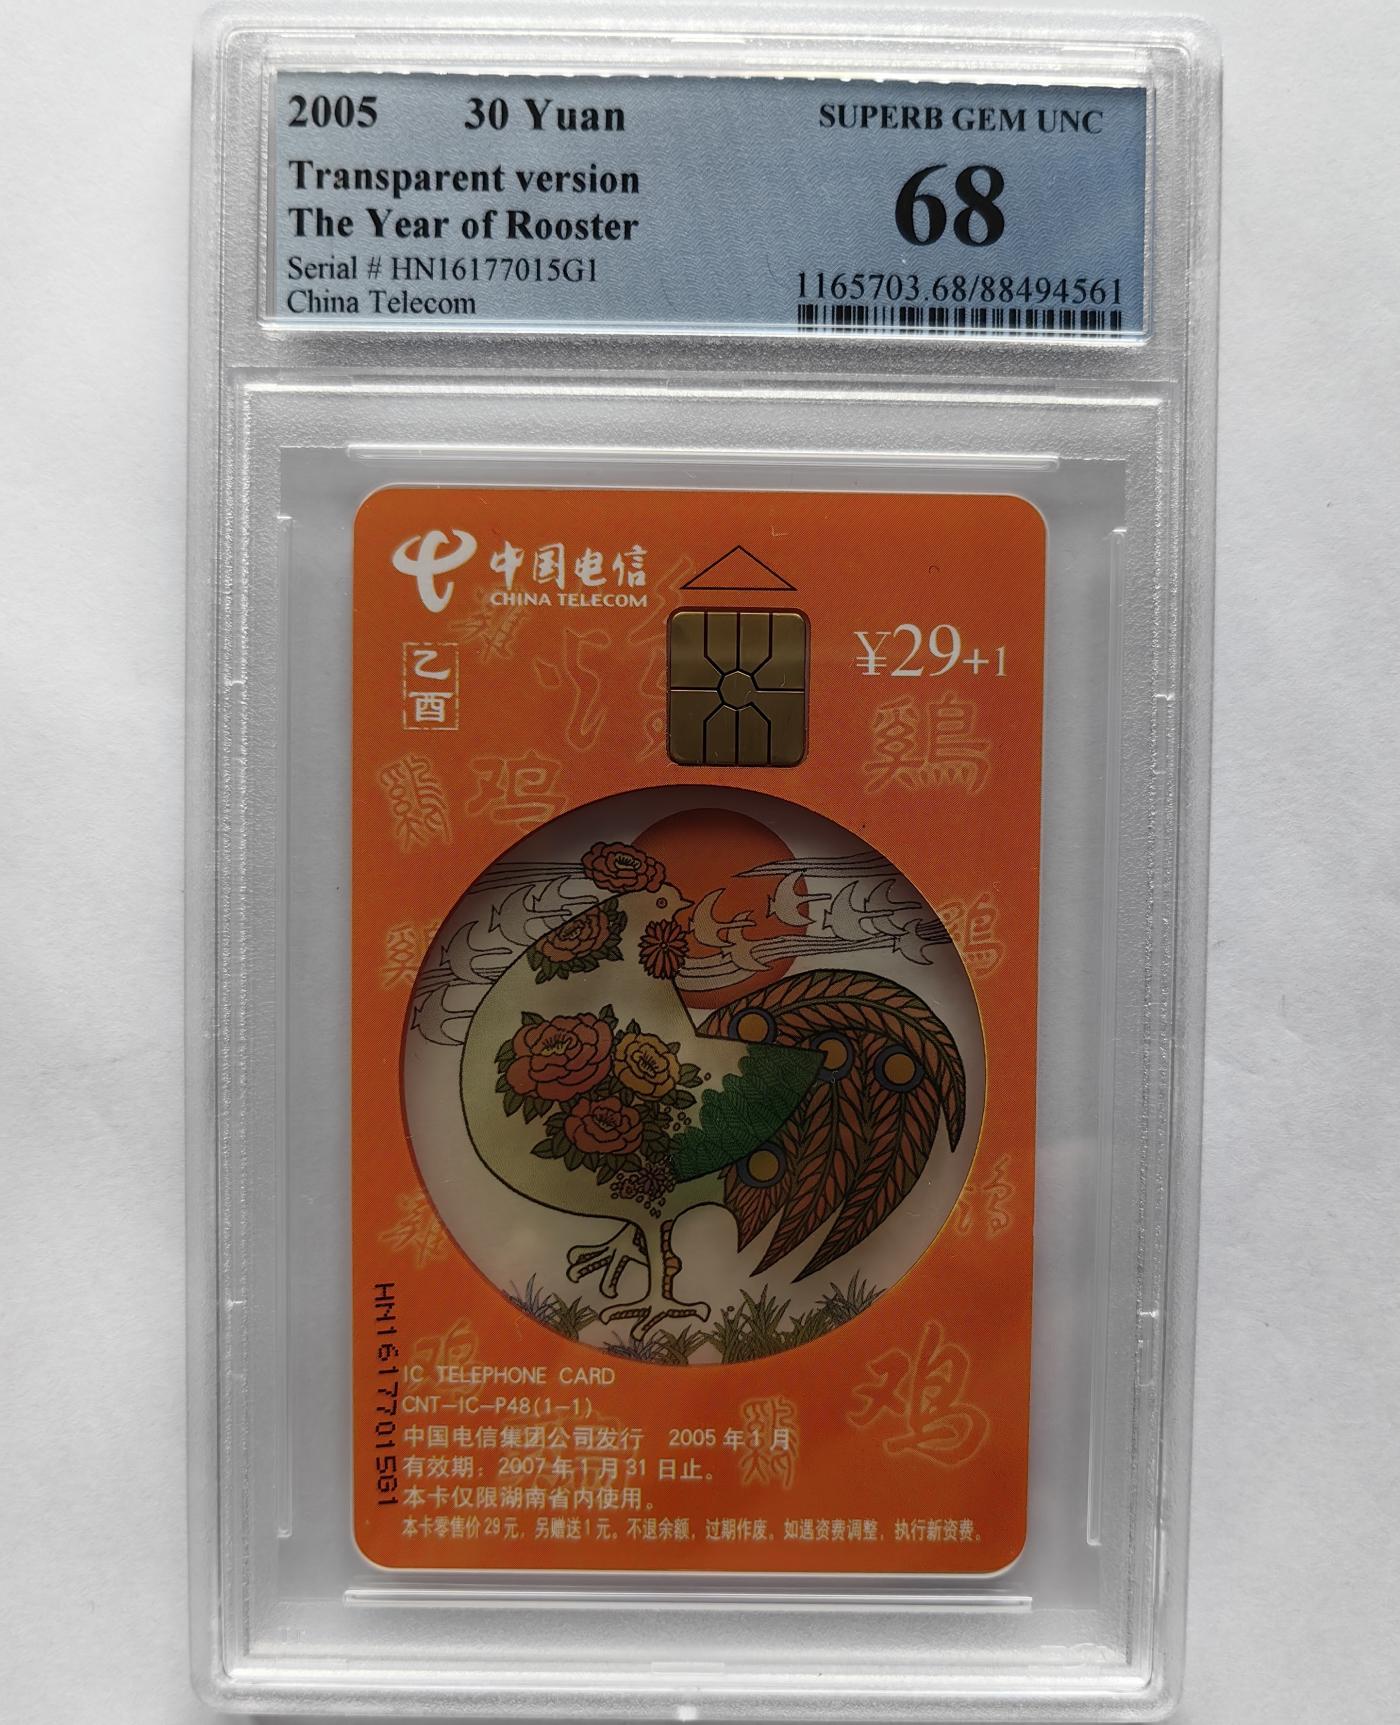 2005 30 Yuan
SUPERB GEM UNC
Transparent version
68
The Year of Rooster
Serial # HN16177015G1
China Telecom
1165703.68/88494561
中国电信
CHINA TELECOM
乙酉
¥29+1
鷄
鷄 鸡
鷄
鷄
鸡
鸡
鷄
HN16177015G1
IC TELEPHONE CARD
CNT-IC-P48(1-1)
中国电信集团公司发行 2005年1月
有效期：2007年1月31日止。
本卡仅限湖南省内使用。
本卡零售价29元，另赠送1元。不退余额，过期作废。如遇资费调整，执行新资费。